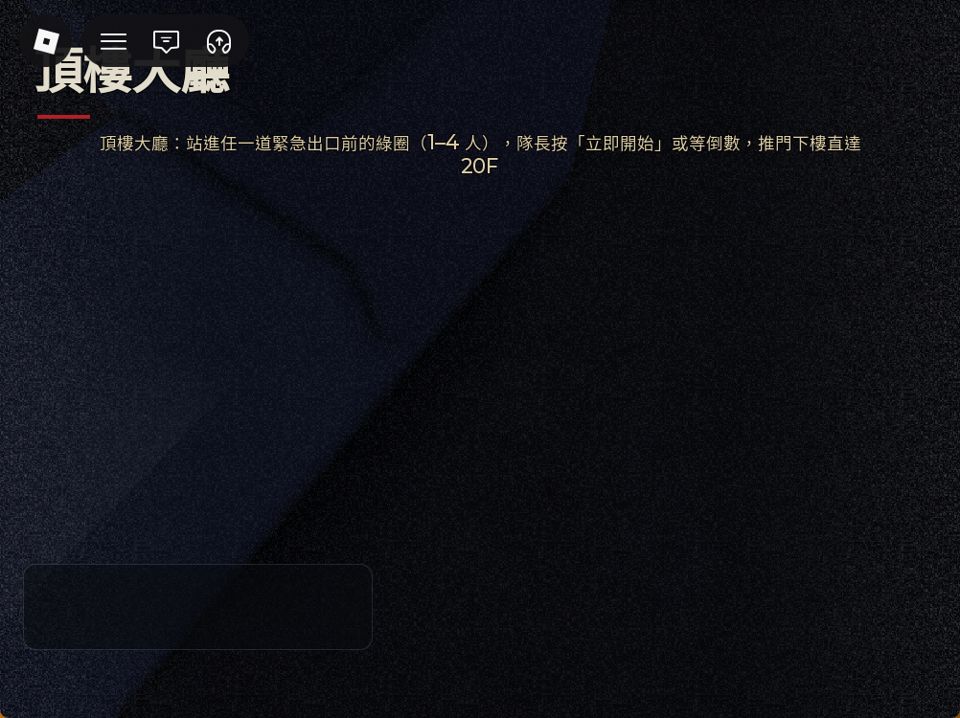 頂樓大廳
頂樓大廳：站進任一道緊急出口前的綠圈（1–4 人），隊長按「立即開始」或等倒數，推門下樓直達
20F